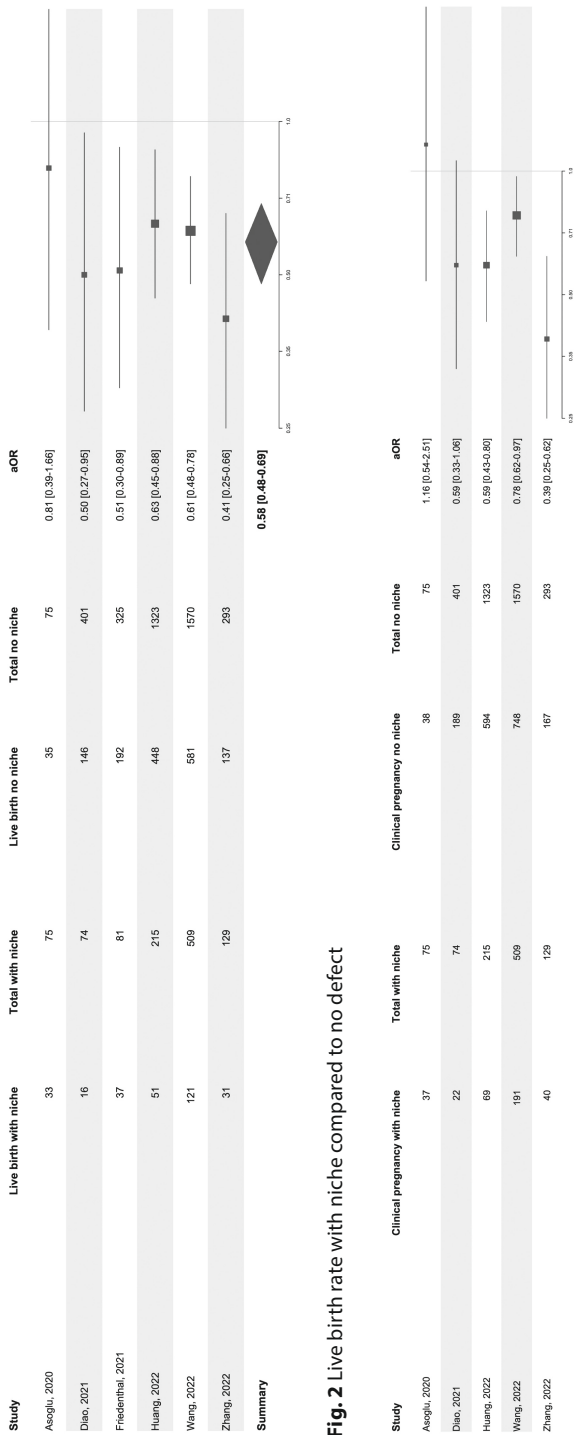 Study Live birth with niche Total with niche Live birth no niche Total no niche aOR
Asoglu, 2020 33 75 35 75 0.81 [0.39-1.66]
Diao, 2021 16 74 146 401 0.50 [0.27-0.95]
Friedenthal, 2021 37 81 192 325 0.51 [0.30-0.89]
Huang, 2022 51 215 448 1323 0.63 [0.45-0.88]
Wang, 2022 121 509 581 1570 0.61 [0.48-0.78]
Zhang, 2022 31 129 137 293 0.41 [0.25-0.66]
Summary 0.58 [0.48-0.69]
0.25 0.35 0.50 0.71 1.0
Fig. 2 Live birth rate with niche compared to no defect
Study Clinical pregnancy with niche Total with niche Clinical pregnancy no niche Total no niche aOR
Asoglu, 2020 37 75 38 75 1.16 [0.54-2.51]
Diao, 2021 22 74 189 401 0.59 [0.33-1.06]
Huang, 2022 69 215 594 1323 0.59 [0.43-0.80]
Wang, 2022 191 509 748 1570 0.78 [0.62-0.97]
Zhang, 2022 40 129 167 293 0.39 [0.25-0.62]
0.25 0.35 0.50 0.71 1.0